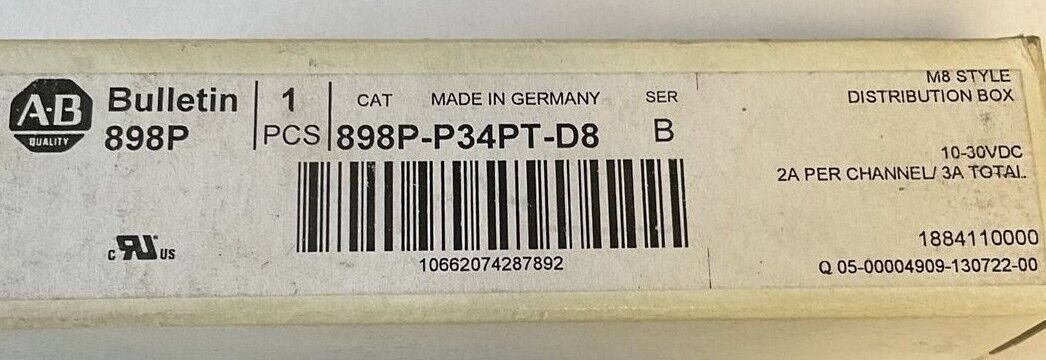 A-B
QUALITY
Bulletin
898P
1
PCS
CAT MADE IN GERMANY SER
898P-P34PT-D8 B
10662074287892
c RU US
M8 STYLE
DISTRIBUTION BOX
10-30VDC
2A PER CHANNEL/ 3A TOTAL
1884110000
Q 05-00004909-130722-00